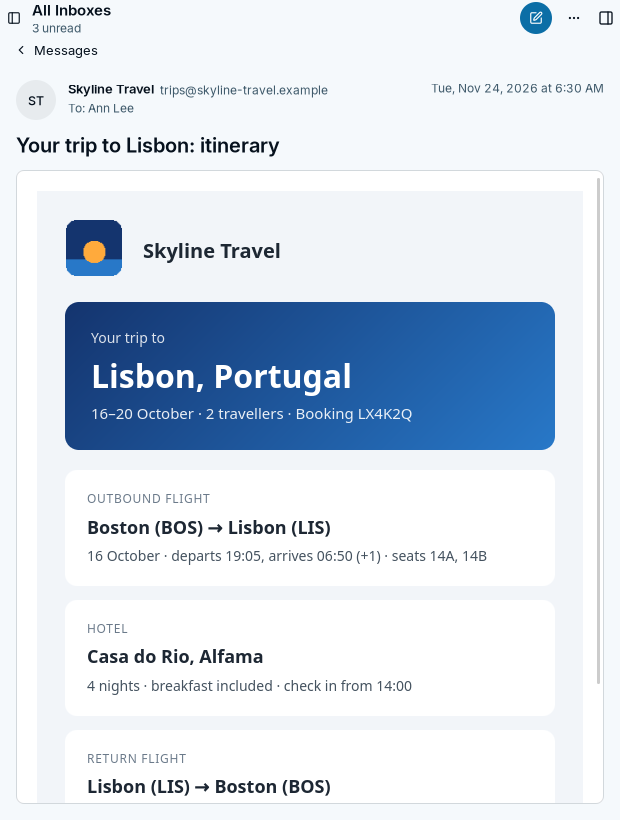 All Inboxes
3 unread
Messages
ST
Skyline Travel trips@skyline-travel.example
Tue, Nov 24, 2026 at 6:30 AM
To: Ann Lee
Your trip to Lisbon: itinerary
Skyline Travel
Your trip to
Lisbon, Portugal
16–20 October · 2 travellers · Booking LX4K2Q
OUTBOUND FLIGHT
Boston (BOS) → Lisbon (LIS)
16 October · departs 19:05, arrives 06:50 (+1) · seats 14A, 14B
HOTEL
Casa do Rio, Alfama
4 nights · breakfast included · check in from 14:00
RETURN FLIGHT
Lisbon (LIS) → Boston (BOS)